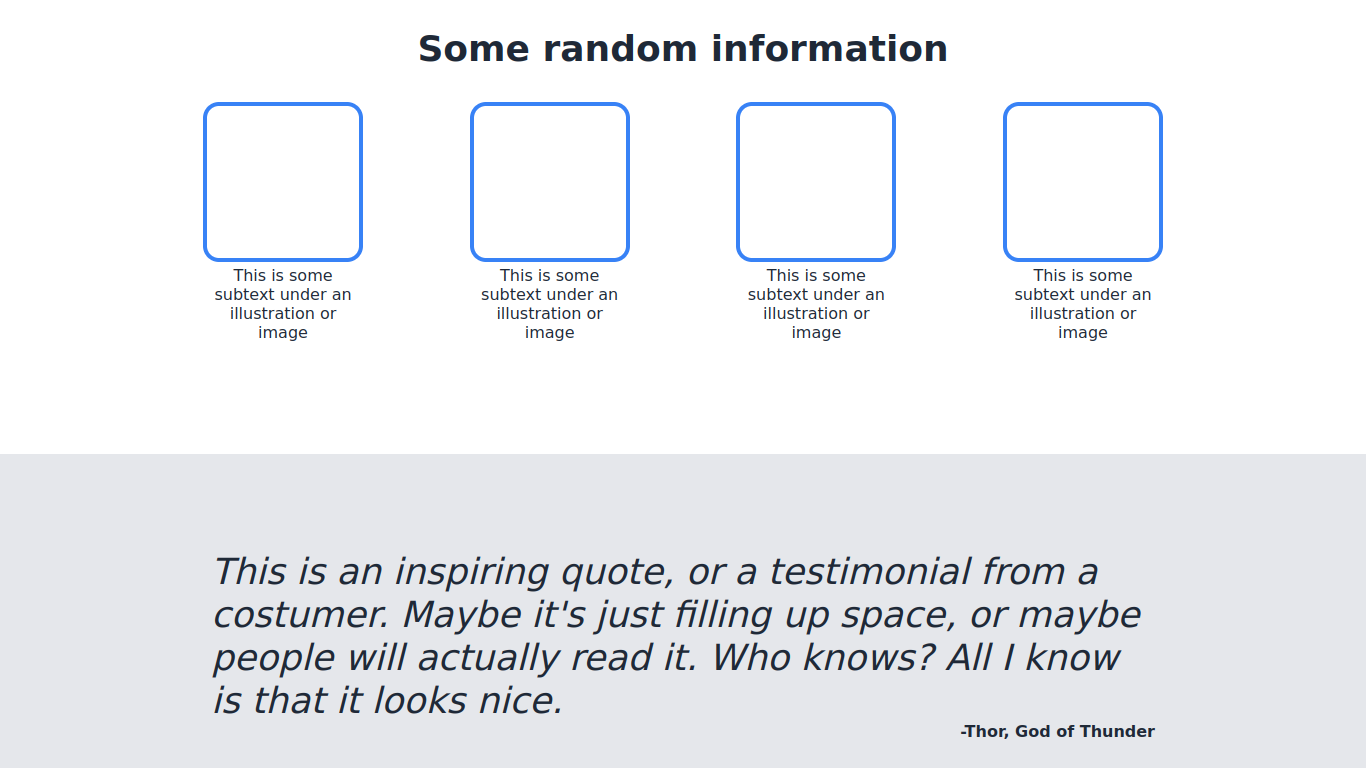 Some random information
This is some
subtext under an
illustration or
image
This is some
subtext under an
illustration or
image
This is some
subtext under an
illustration or
image
This is some
subtext under an
illustration or
image
This is an inspiring quote, or a testimonial from a
costumer. Maybe it's just filling up space, or maybe
people will actually read it. Who knows? All I know
is that it looks nice.
-Thor, God of Thunder